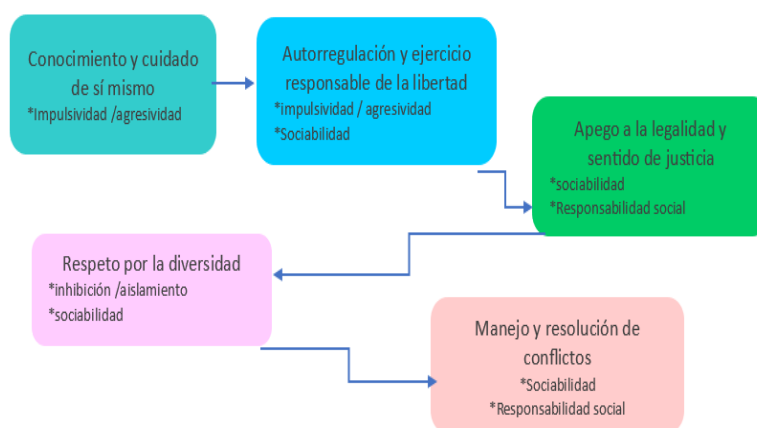 Conocimiento y cuidado
de sí mismo
*Impulsividad /agresividad
Autorregulación y ejercicio
responsable de la libertad
*impulsividad / agresividad
*Sociabilidad
Apego a la legalidad y
sentido de justicia
*sociabilidad
*Responsabilidad social
Respeto por la diversidad
*inhibición /aislamiento
*sociabilidad
Manejo y resolución de
conflictos
*Sociabilidad
*Responsabilidad social